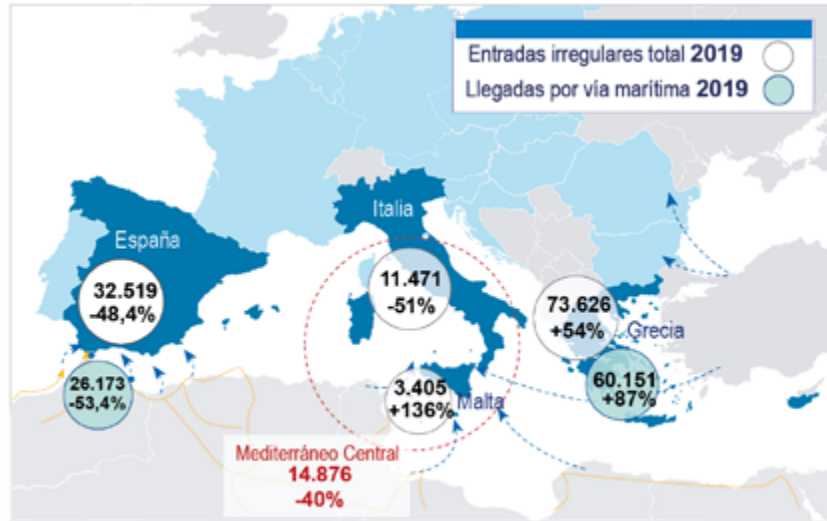 Entradas irregulares total 2019
Llegadas por vía marítima 2019
Italia
España
32.519
-48,4%
11.471
-51%
73.626
+54%
Grecia
26.173
-53,4%
3.405
+136%
Malta
60.151
+87%
Mediterráneo Central
14.876
-40%